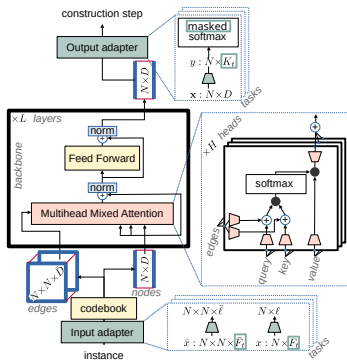 construction step
Output adapter
masked
softmax
y : N×K_t
x : N×D
tasks
N×D
×L layers
backbone
norm
Feed Forward
norm
Multihead Mixed Attention
×H heads
softmax
edges
query
key
value
N×N×D̄
edges
N×D
nodes
codebook
Input adapter
instance
N×N×ℓ̄
N×ℓ
x̄ : N×N×F̄_t
x : N×F_t
tasks